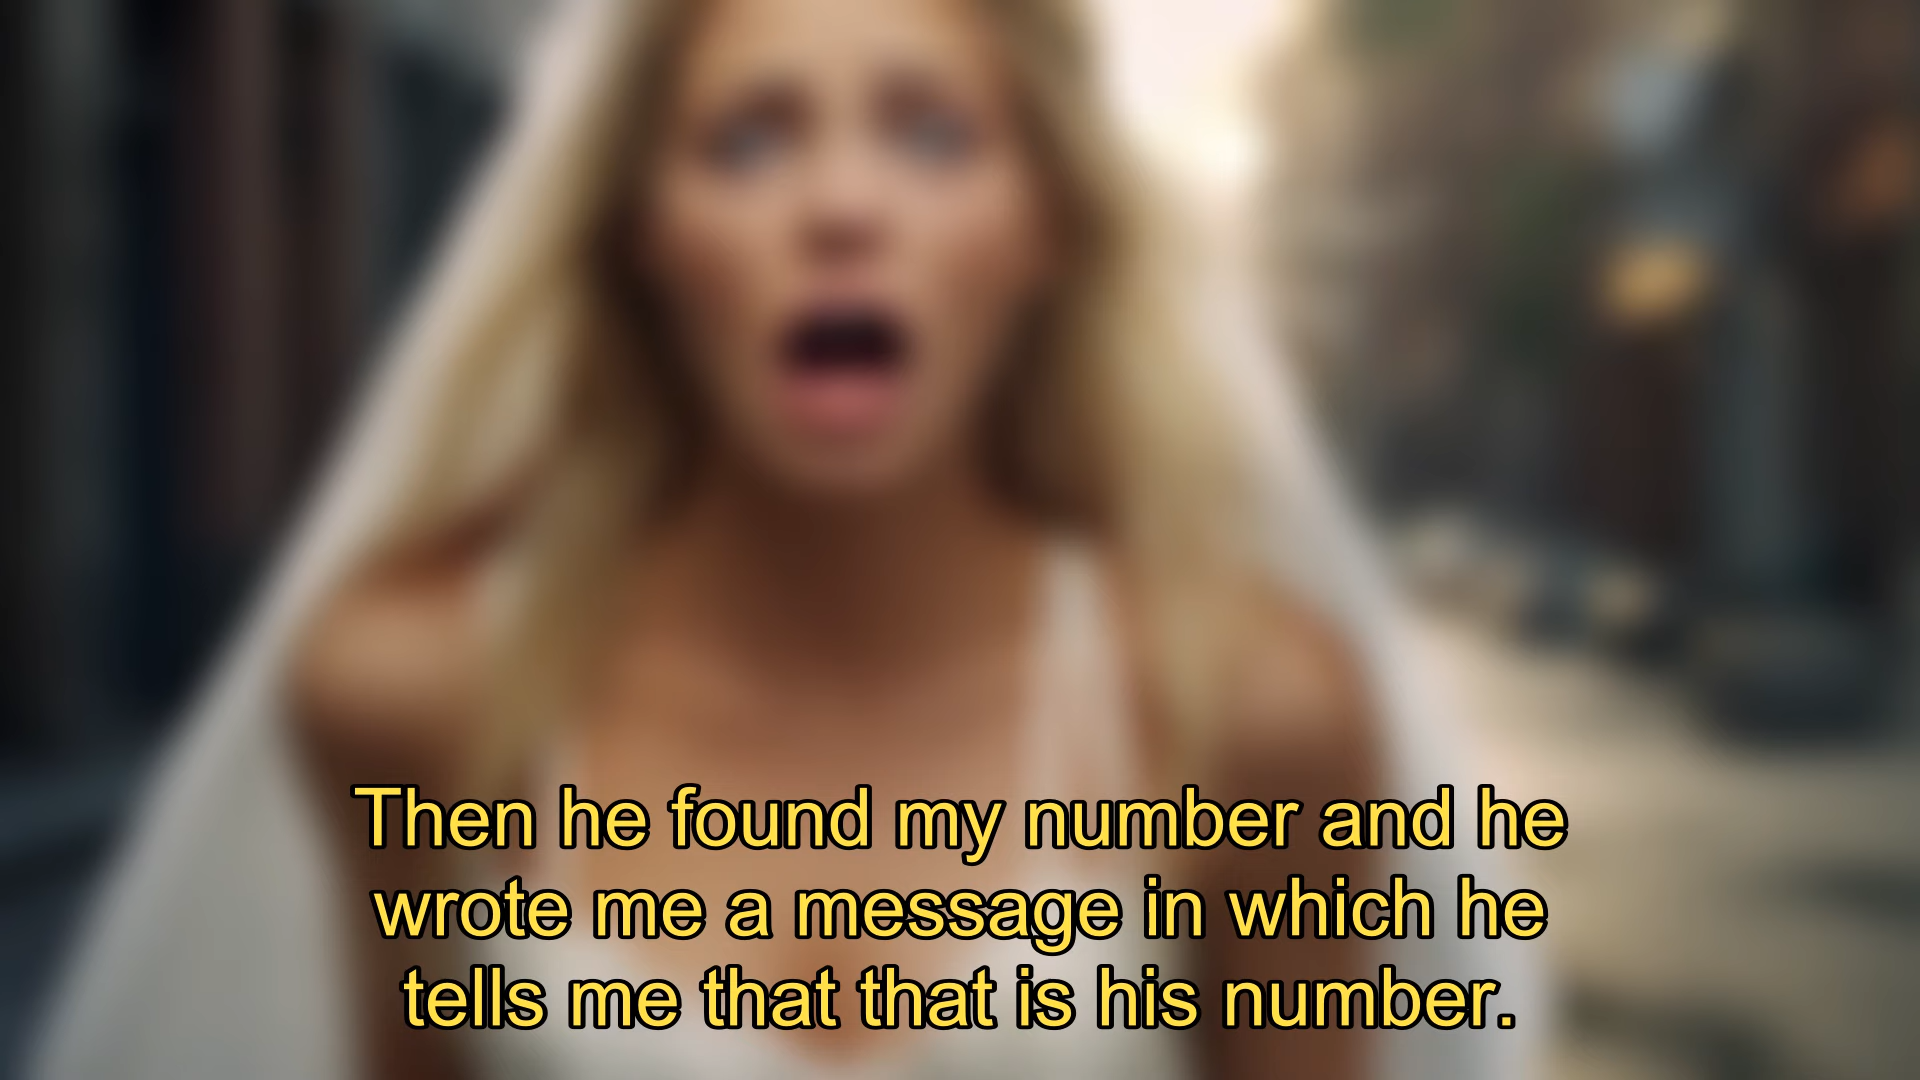 Then he found my number and he
wrote me a message in which he
tells me that that is his number.